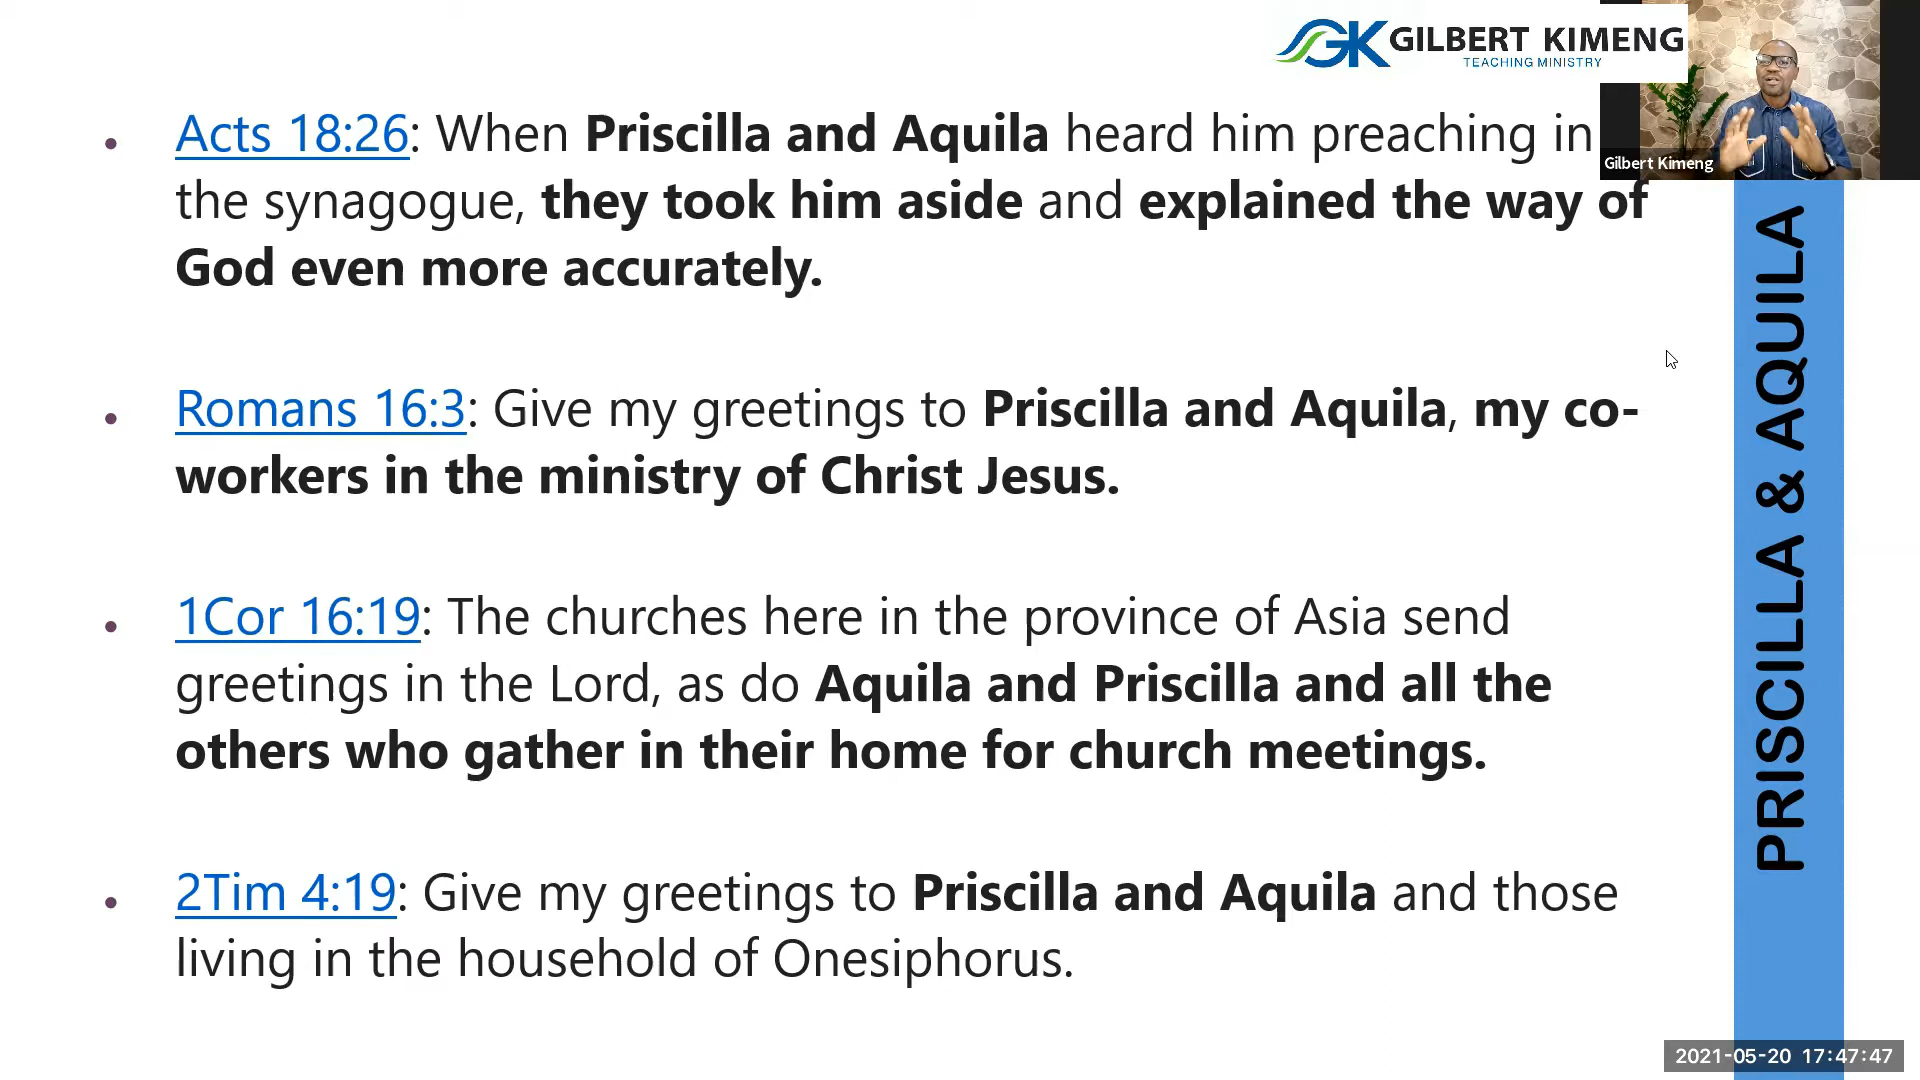 GK GILBERT KIMENG
TEACHING MINISTRY
Gilbert Kimeng
• Acts 18:26: When Priscilla and Aquila heard him preaching in
the synagogue, they took him aside and explained the way of
God even more accurately.
• Romans 16:3: Give my greetings to Priscilla and Aquila, my co-
workers in the ministry of Christ Jesus.
• 1Cor 16:19: The churches here in the province of Asia send
greetings in the Lord, as do Aquila and Priscilla and all the
others who gather in their home for church meetings.
• 2Tim 4:19: Give my greetings to Priscilla and Aquila and those
living in the household of Onesiphorus.
PRISCILLA & AQUILA
2021-05-20 17:47:47